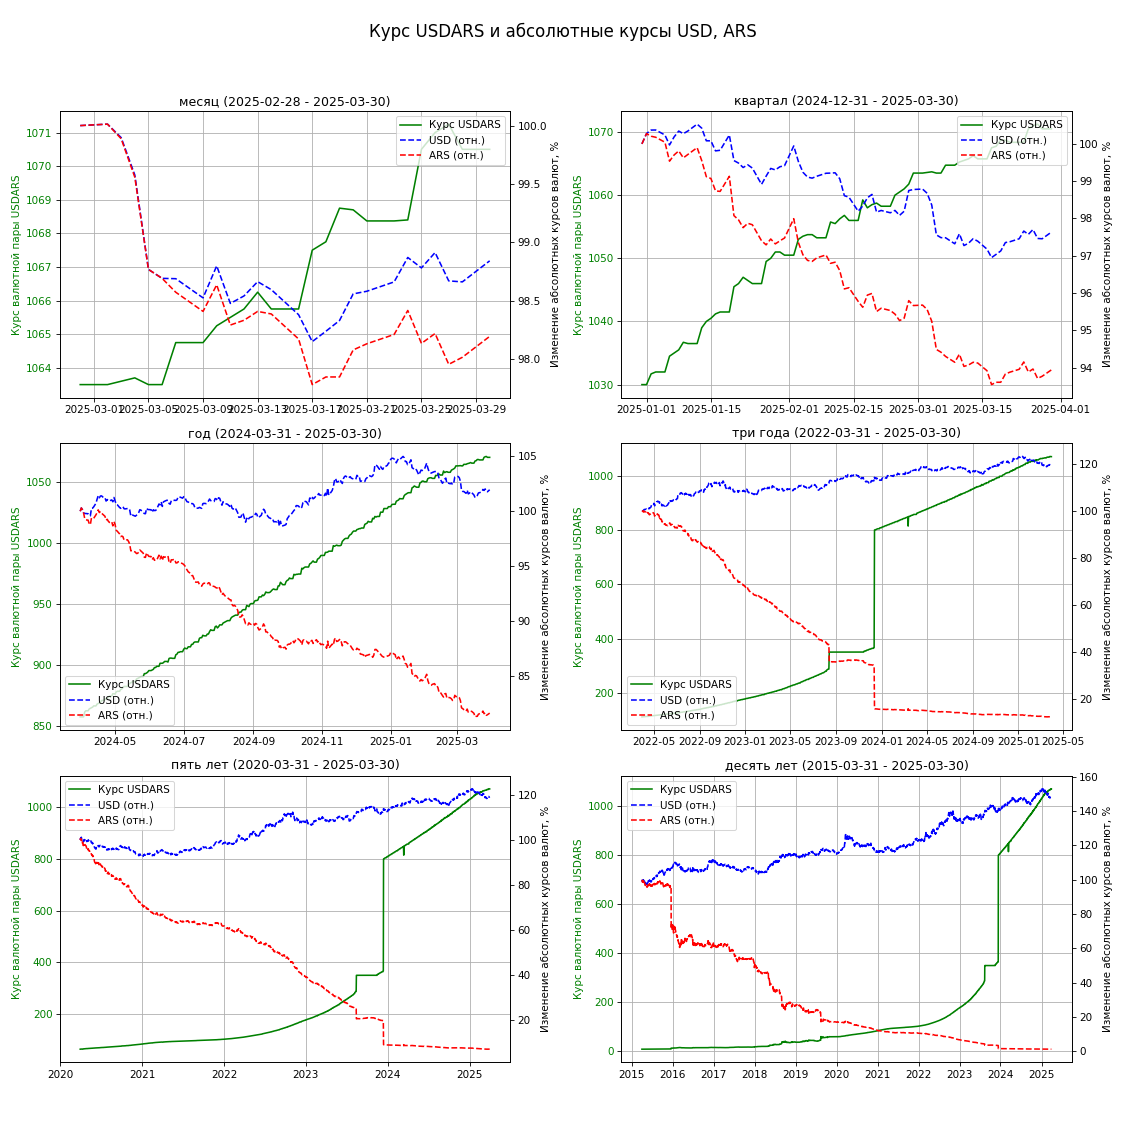 Курс USDARS и абсолютные курсы USD, ARS
месяц (2025-02-28 - 2025-03-30)
Курс валютной пары USDARS
1071
1070
1069
1068
1067
1066
1065
1064
Курс USDARS
USD (отн.)
ARS (отн.)
100.0
99.5
99.0
98.5
98.0
Изменение абсолютных курсов валют, %
2025-03-01 2025-03-05 2025-03-09 2025-03-13 2025-03-17 2025-03-21 2025-03-25 2025-03-29
квартал (2024-12-31 - 2025-03-30)
Курс валютной пары USDARS
1070
1060
1050
1040
1030
Курс USDARS
USD (отн.)
ARS (отн.)
100
99
98
97
96
95
94
Изменение абсолютных курсов валют, %
2025-01-01 2025-01-15 2025-02-01 2025-02-15 2025-03-01 2025-03-15 2025-04-01
год (2024-03-31 - 2025-03-30)
Курс валютной пары USDARS
1050
1000
950
900
850
Курс USDARS
USD (отн.)
ARS (отн.)
105
100
95
90
85
Изменение абсолютных курсов валют, %
2024-05 2024-07 2024-09 2024-11 2025-01 2025-03
три года (2022-03-31 - 2025-03-30)
Курс валютной пары USDARS
1000
800
600
400
200
Курс USDARS
USD (отн.)
ARS (отн.)
120
100
80
60
40
20
Изменение абсолютных курсов валют, %
2022-05 2022-09 2023-01 2023-05 2023-09 2024-01 2024-05 2024-09 2025-01 2025-05
пять лет (2020-03-31 - 2025-03-30)
Курс валютной пары USDARS
1000
800
600
400
200
Курс USDARS
USD (отн.)
ARS (отн.)
120
100
80
60
40
20
Изменение абсолютных курсов валют, %
2020 2021 2022 2023 2024 2025
десять лет (2015-03-31 - 2025-03-30)
Курс валютной пары USDARS
1000
800
600
400
200
0
Курс USDARS
USD (отн.)
ARS (отн.)
160
140
120
100
80
60
40
20
0
Изменение абсолютных курсов валют, %
2015 2016 2017 2018 2019 2020 2021 2022 2023 2024 2025